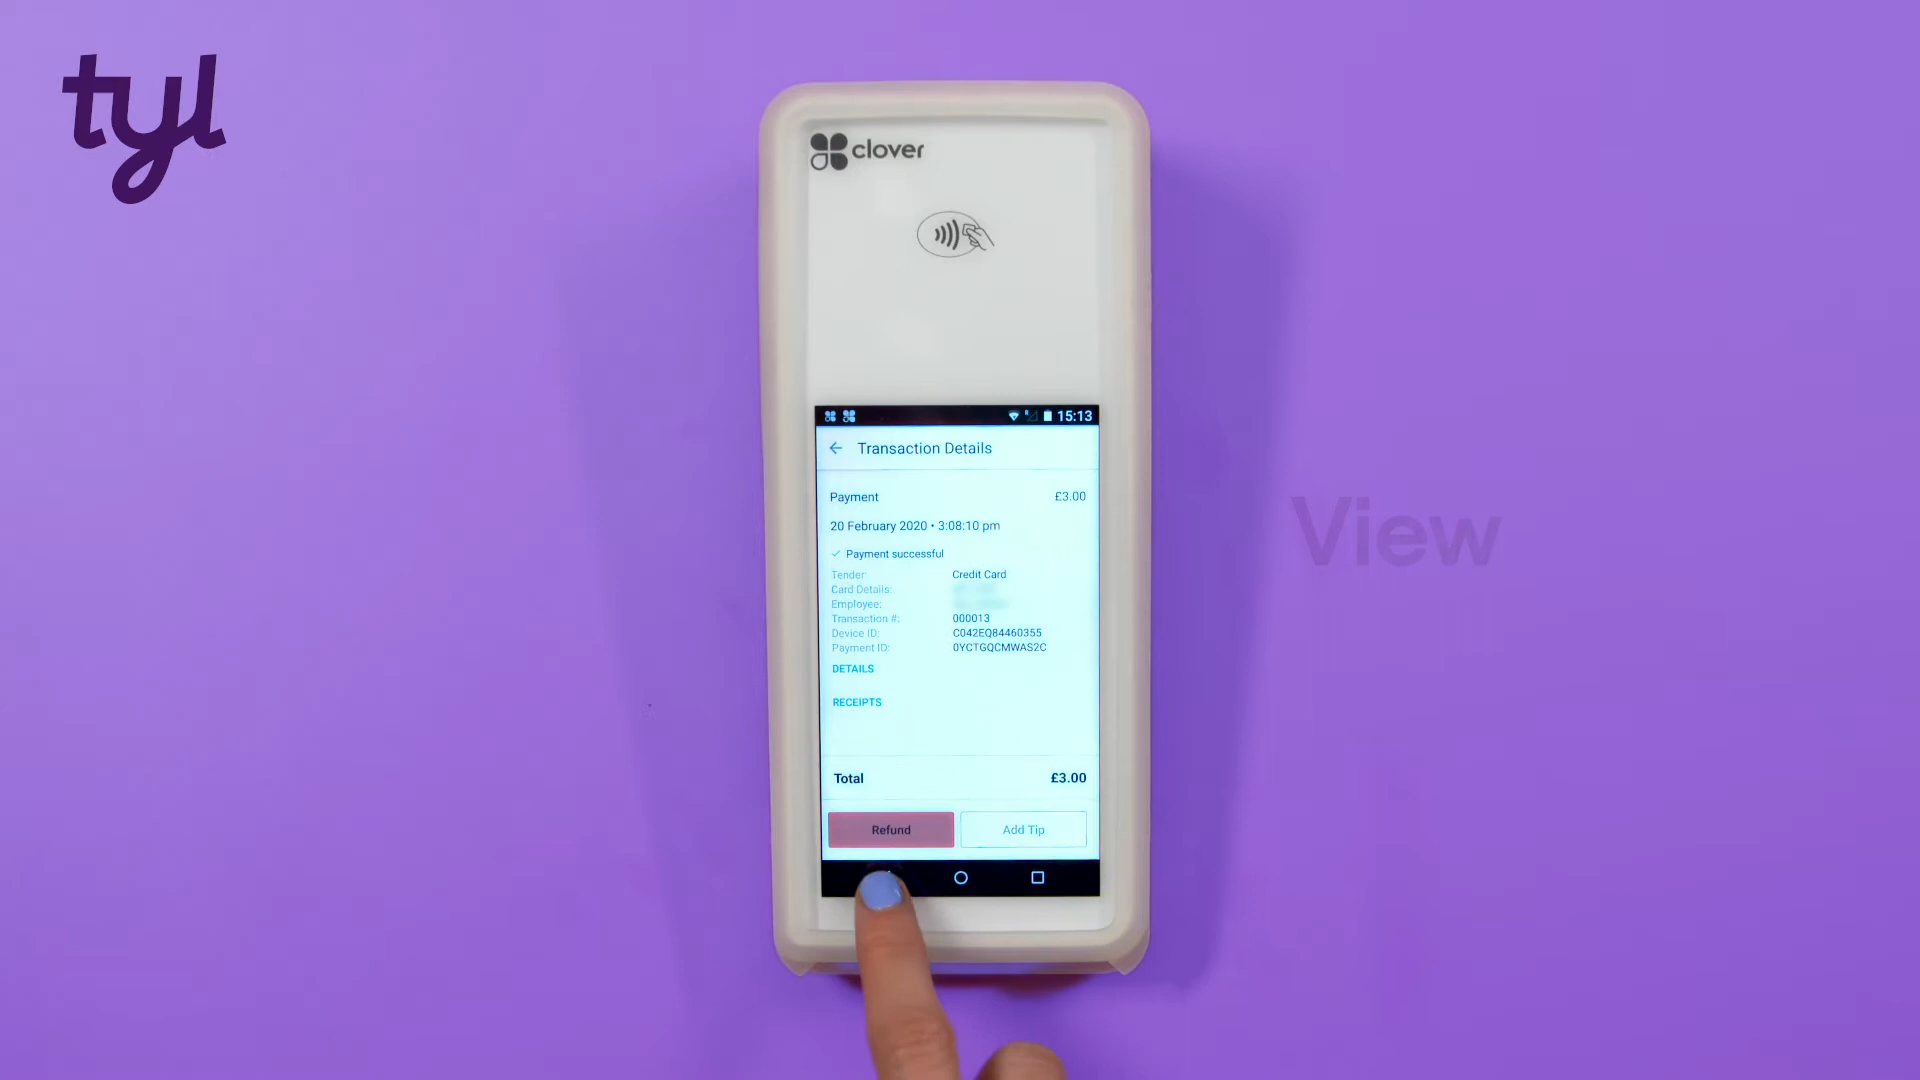 tyl
clover
15:13
Transaction Details
Payment £3.00
20 February 2020 • 3:08:10 pm
Payment successful
Tender: Credit Card
Card Details:
Employee:
Transaction #: 000013
Device ID: C042EQ84460355
Payment ID: 0YCTGQCMWAS2C
DETAILS
RECEIPTS
Total £3.00
Refund Add Tip
View